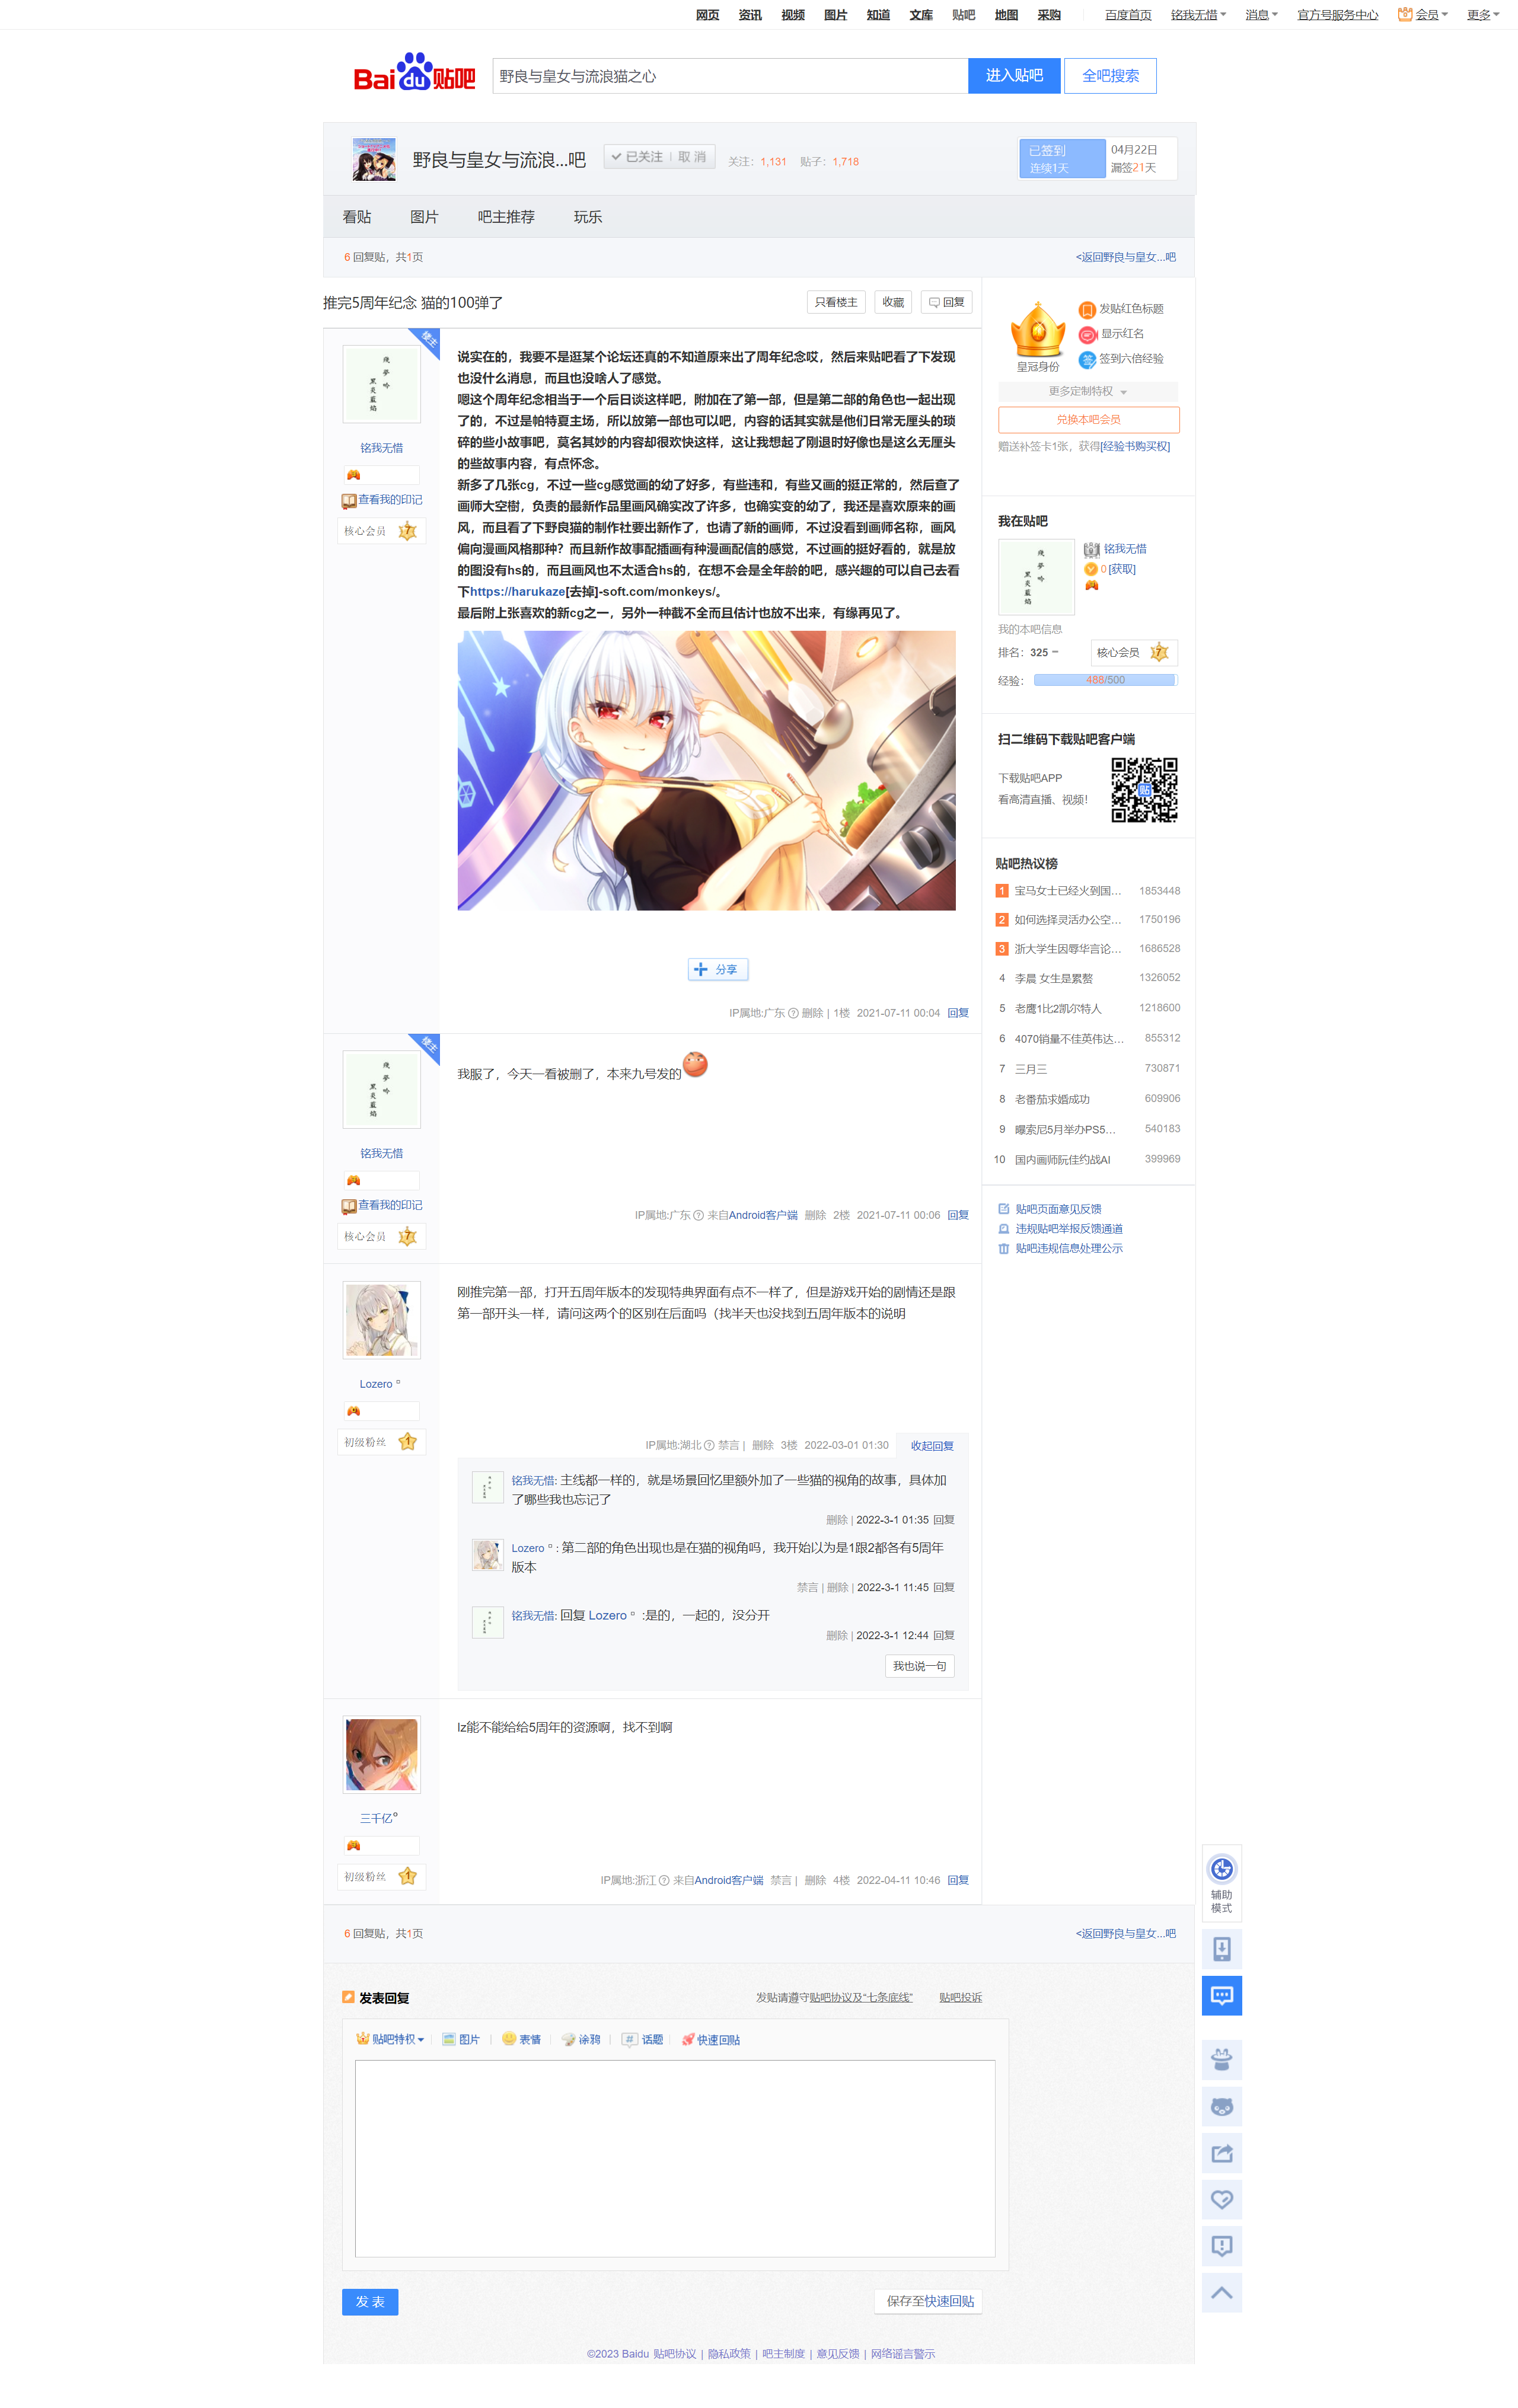 网页 资讯 视频 图片 知道 文库 贴吧 地图 采购 百度首页 铭我无惜 消息 官方号服务中心 会员 更多
Bai du 贴吧 野良与皇女与流浪猫之心 进入贴吧 全吧搜索
野良与皇女与流浪...吧 已关注 | 取消 关注：1,131 贴子：1,718
已签到 04月22日
连续1天 漏签21天
看贴 图片 吧主推荐 玩乐
6 回复贴，共1页 <返回野良与皇女...吧
推完5周年纪念 猫的100弹了 只看楼主 收藏 回复
楼主
残夢吟
黑炎蔽焰
铭我无惜
查看我的印记
核心会员 7
说实在的，我要不是逛某个论坛还真的不知道原来出了周年纪念哎，然后来贴吧看了下发现
也没什么消息，而且也没啥人了感觉。
嗯这个周年纪念相当于一个后日谈这样吧，附加在了第一部，但是第二部的角色也一起出现
了的，不过是帕特夏主场，所以放第一部也可以吧，内容的话其实就是他们日常无厘头的琐
碎的些小故事吧，莫名其妙的内容却很欢快这样，这让我想起了刚退时好像也是这么无厘头
的些故事内容，有点怀念。
新多了几张cg，不过一些cg感觉画的幼了好多，有些违和，有些又画的挺正常的，然后查了
画师大空樹，负责的最新作品里画风确实改了许多，也确实变的幼了，我还是喜欢原来的画
风，而且看了下野良猫的制作社要出新作了，也请了新的画师，不过没看到画师名称，画风
偏向漫画风格那种？而且新作故事配插画有种漫画配信的感觉，不过画的挺好看的，就是放
的图没有hs的，而且画风也不太适合hs的，在想不会是全年龄的吧，感兴趣的可以自己去看
下https://harukaze[去掉]-soft.com/monkeys/。
最后附上张喜欢的新cg之一，另外一种截不全而且估计也放不出来，有缘再见了。
分享
IP属地:广东 删除 | 1楼 2021-07-11 00:04 回复
楼主
残夢吟
黑炎蔽焰
铭我无惜
查看我的印记
核心会员 7
我服了，今天一看被删了，本来九号发的
IP属地:广东 来自Android客户端 删除 2楼 2021-07-11 00:06 回复
Lozero
初级粉丝 1
刚推完第一部，打开五周年版本的发现特典界面有点不一样了，但是游戏开始的剧情还是跟
第一部开头一样，请问这两个的区别在后面吗（找半天也没找到五周年版本的说明
IP属地:湖北 禁言 | 删除 3楼 2022-03-01 01:30 收起回复
铭我无惜: 主线都一样的，就是场景回忆里额外加了一些猫的视角的故事，具体加
了哪些我也忘记了
删除 | 2022-3-1 01:35 回复
Lozero : 第二部的角色出现也是在猫的视角吗，我开始以为是1跟2都各有5周年
版本
禁言 | 删除 | 2022-3-1 11:45 回复
铭我无惜: 回复 Lozero :是的，一起的，没分开
删除 | 2022-3-1 12:44 回复
我也说一句
三千亿
初级粉丝 1
lz能不能给给5周年的资源啊，找不到啊
IP属地:浙江 来自Android客户端 禁言 | 删除 4楼 2022-04-11 10:46 回复
皇冠身份
发贴红色标题
显示红名
签到六倍经验
更多定制特权
兑换本吧会员
赠送补签卡1张，获得[经验书购买权]
我在贴吧
残夢吟
黑炎蔽焰
铭我无惜
0 [获取]
我的本吧信息
排名：325 核心会员 7
经验： 488/500
扫二维码下载贴吧客户端
下载贴吧APP
看高清直播、视频！
贴
贴吧热议榜
1 宝马女士已经火到国… 1853448
2 如何选择灵活办公空… 1750196
3 浙大学生因辱华言论… 1686528
4 李晨 女生是累赘 1326052
5 老鹰1比2凯尔特人 1218600
6 4070销量不佳英伟达… 855312
7 三月三 730871
8 老番茄求婚成功 609906
9 曝索尼5月举办PS5… 540183
10 国内画师阮佳约战AI 399969
贴吧页面意见反馈
违规贴吧举报反馈通道
贴吧违规信息处理公示
辅助
模式
6 回复贴，共1页 <返回野良与皇女...吧
发表回复 发贴请遵守贴吧协议及“七条底线” 贴吧投诉
贴吧特权 图片 表情 涂鸦 # 话题 快速回贴
发 表 保存至快速回贴
©2023 Baidu 贴吧协议 | 隐私政策 | 吧主制度 | 意见反馈 | 网络谣言警示